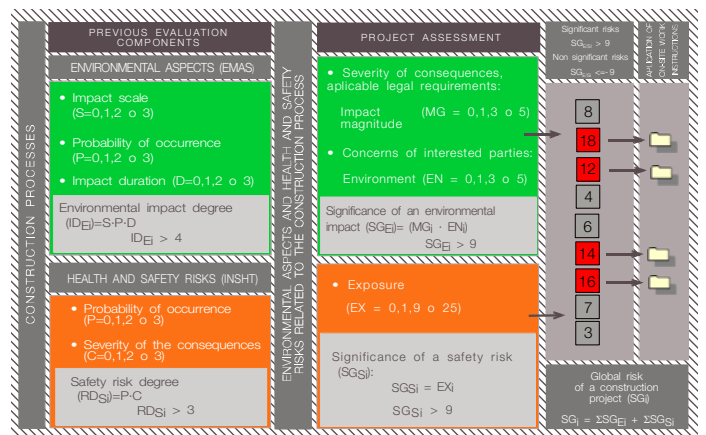 CONSTRUCTION PROCESSES
PREVIOUS EVALUATION
COMPONENTS
ENVIRONMENTAL ASPECTS (EMAS)
• Impact scale
(S=0,1,2 o 3)
• Probability of occurrence
(P=0,1,2 o 3)
• Impact duration (D=0,1,2 o 3)
Environmental impact degree
(IDEi)=S·P·D
IDEi > 4
HEALTH AND SAFETY RISKS (INSHT)
• Probability of occurrence
(P=0,1,2 o 3)
• Severity of the consequences
(C=0,1,2 o 3)
Safety risk degree
(RDSi)=P·C
RDSi > 3
ENVIRONMENTAL ASPECTS AND HEALTH AND SAFETY
RISKS RELATED TO THE CONSTRUCTION PROCESS
PROJECT ASSESSMENT
• Severity of consequences,
aplicable legal requirements:
Impact (MG = 0,1,3 o 5)
magnitude
• Concerns of interested parties:
Environment (EN = 0,1,3 o 5)
Significance of an environmental
impact (SGEi)= (MGi · ENi)
SGEi > 9
• Exposure
(EX = 0,1,9 o 25)
Significance of a safety risk
(SGSi):
SGSi = EXi
SGSi > 9
Significant risks
SGESi > 9
Non significant risks
SGESi <=-9
8
18
12
4
6
14
16
7
3
APLICATION OF
ON-SITE WORK
INSTRUCTIONS
Global risk
of a construction
project (SGi)
SGi = ΣSGEi + ΣSGSi